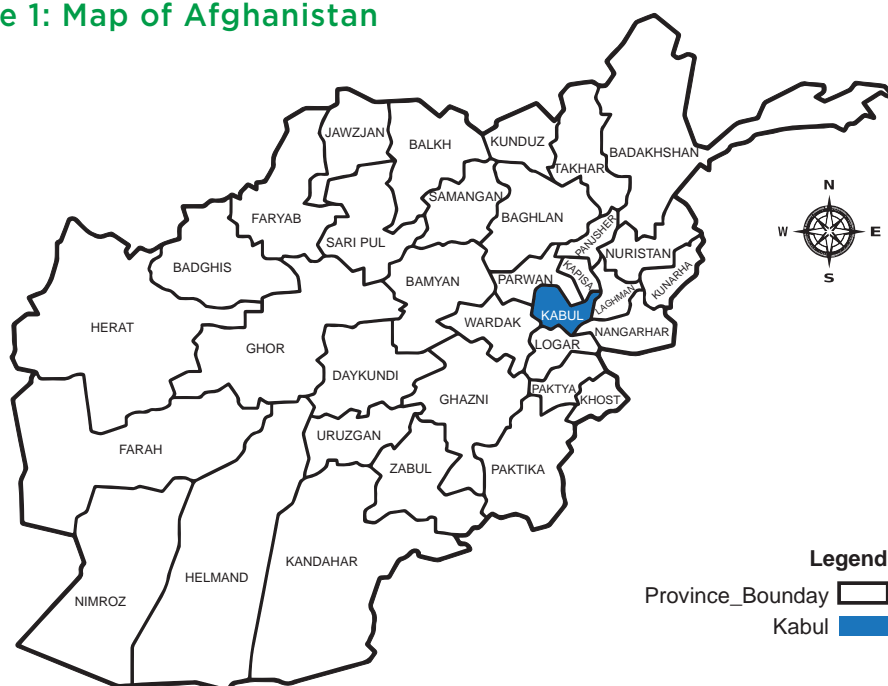 e 1: Map of Afghanistan
JAWZJAN
BALKH
KUNDUZ
TAKHAR
BADAKHSHAN
SAMANGAN
FARYAB
BAGHLAN
PANJSHER
SARI PUL
NURISTAN
BADGHIS
BAMYAN
PARWAN
KAPISA
KUNARHA
LAGHMAN
HERAT
WARDAK
KABUL
NANGARHAR
GHOR
LOGAR
DAYKUNDI
GHAZNI
PAKTYA
KHOST
URUZGAN
FARAH
ZABUL
PAKTIKA
KANDAHAR
HELMAND
NIMROZ
N
W
E
S
Legend
Province_Bounday
Kabul